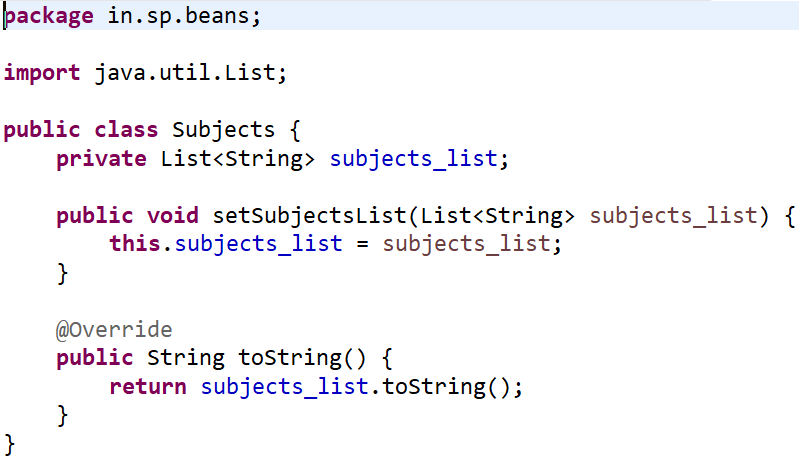 package in.sp.beans;
import java.util.List;
public class Subjects {
    private List<String> subjects_list;
    public void setSubjectsList(List<String> subjects_list) {
        this.subjects_list = subjects_list;
    }
    @Override
    public String toString() {
        return subjects_list.toString();
    }
}